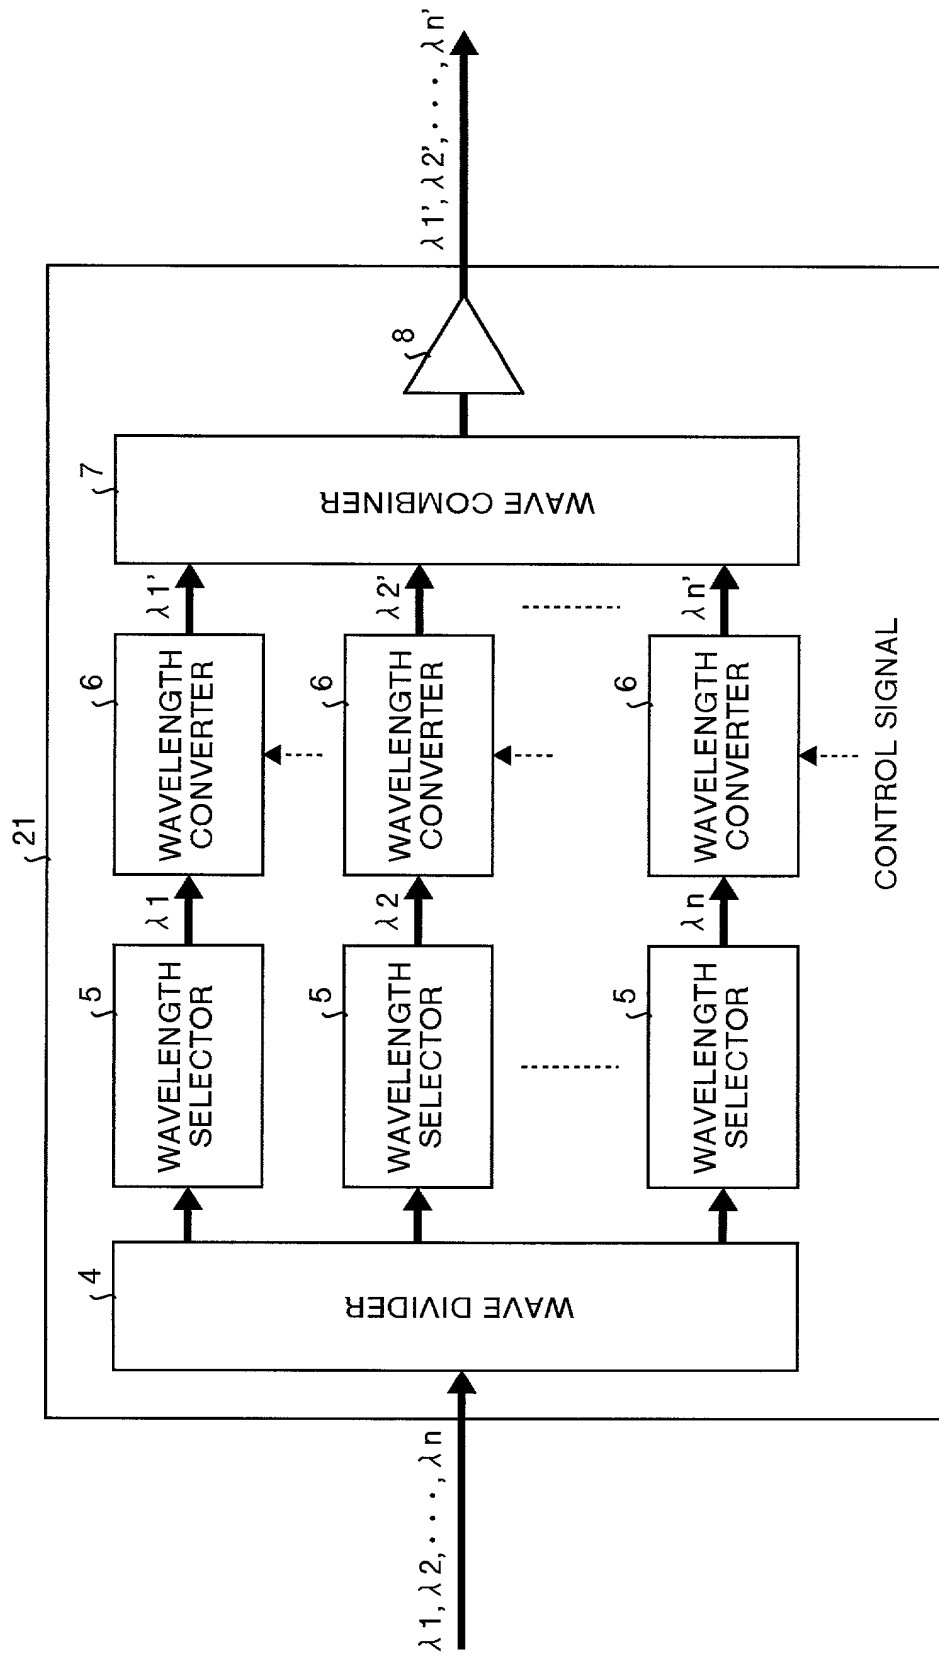 21
λ1, λ2, · · · , λn
4
WAVE DIVIDER
5
WAVELENGTH
SELECTOR
λ1
6
WAVELENGTH
CONVERTER
λ1'
5
WAVELENGTH
SELECTOR
λ2
6
WAVELENGTH
CONVERTER
λ2'
5
WAVELENGTH
SELECTOR
λn
6
WAVELENGTH
CONVERTER
λn'
CONTROL SIGNAL
7
WAVE COMBINER
8
λ1', λ2', · · · , λn'